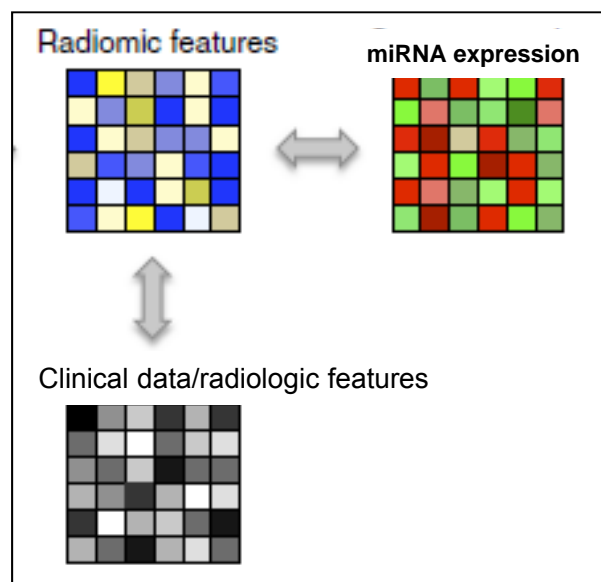 Radiomic features
miRNA expression
Clinical data/radiologic features